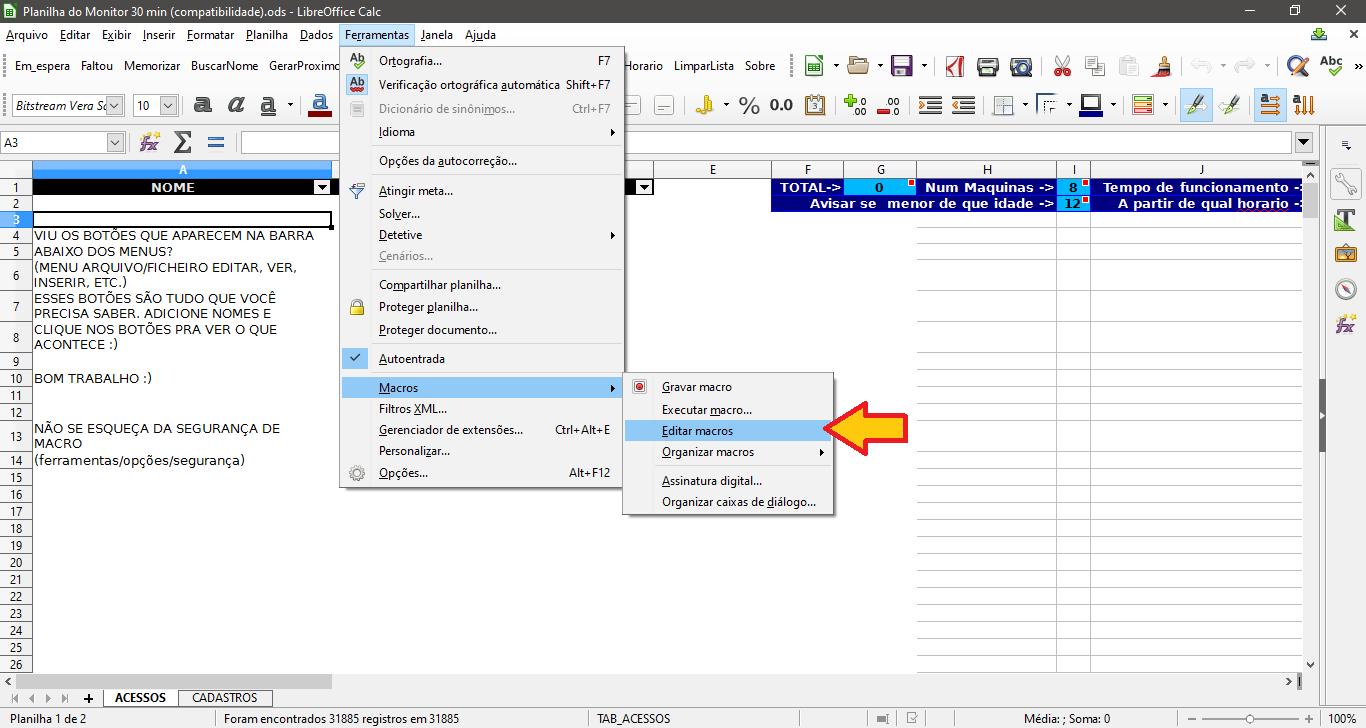 Planilha do Monitor 30 min (compatibilidade).ods - LibreOffice Calc
Arquivo Editar Exibir Inserir Formatar Planilha Dados Ferramentas Janela Ajuda
Em_espera Faltou Memorizar BuscarNome GerarProximo
Horario LimparLista Sobre
Bitstream Vera Sa 10
A3
Ortografia... F7
Verificação ortográfica automática Shift+F7
Dicionário de sinônimos... Ctrl+F7
Idioma
Opções da autocorreção...
Atingir meta...
Solver...
Detetive
Cenários...
Compartilhar planilha...
Proteger planilha...
Proteger documento...
Autoentrada
Macros
Filtros XML...
Gerenciador de extensões... Ctrl+Alt+E
Personalizar...
Opções... Alt+F12
Gravar macro
Executar macro...
Editar macros
Organizar macros
Assinatura digital...
Organizar caixas de diálogo...
A E F G H I J
1 NOME TOTAL-> 0 Num Maquinas -> 8 Tempo de funcionamento -
2 Avisar se menor de que idade -> 12 A partir de qual horario -
3
4 VIU OS BOTÕES QUE APARECEM NA BARRA
5 ABAIXO DOS MENUS?
6 (MENU ARQUIVO/FICHEIRO EDITAR, VER,
INSERIR, ETC.)
7 ESSES BOTÕES SÃO TUDO QUE VOCÊ
PRECISA SABER. ADICIONE NOMES E
8 CLIQUE NOS BOTÕES PRA VER O QUE
ACONTECE :)
9
10 BOM TRABALHO :)
11
12
13 NÃO SE ESQUEÇA DA SEGURANÇA DE
MACRO
14 (ferramentas/opções/segurança)
15
16
17
18
19
20
21
22
23
24
25
26
ACESSOS CADASTROS
Planilha 1 de 2 Foram encontrados 31885 registros em 31885 TAB_ACESSOS Média: ; Soma: 0 100%